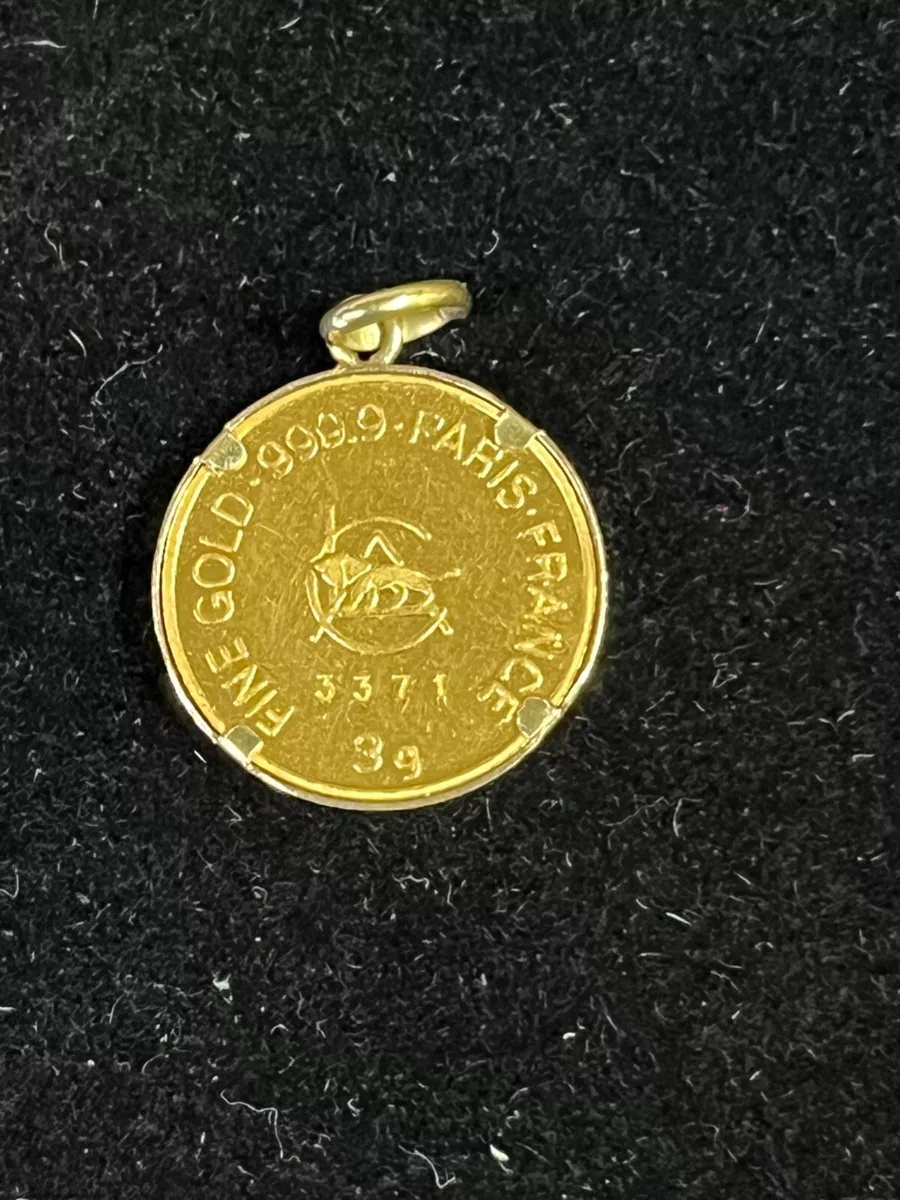 FINE GOLD · 999.9 · PARIS · FRANCE
3371
3g